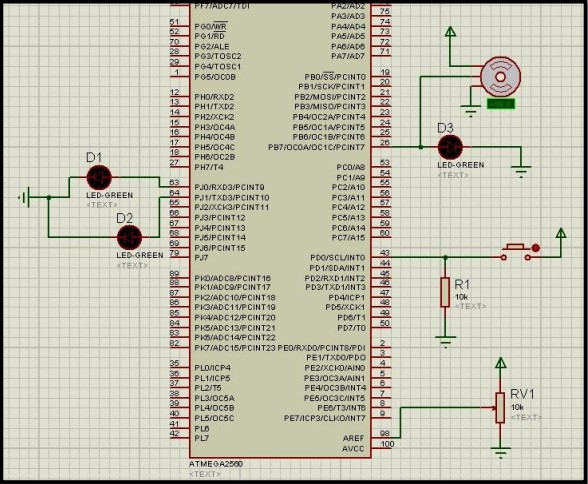 PF7/ADC7/TDI PA2/AD2
PA3/AD3 75
51 PG0/WR PA4/AD4 74
52 PG1/RD PA5/AD5 73
70 PG2/ALE PA6/AD6 72
28 PG3/TOSC2 PA7/AD7 71
29 PG4/TOSC1
1 PG5/OC0B PB0/SS/PCINT0 19
PB1/SCK/PCINT1 20
12 PH0/RXD2 PB2/MOSI/PCINT2 21
13 PH1/TXD2 PB3/MISO/PCINT3 22
14 PH2/XCK2 PB4/OC2A/PCINT4 23
15 PH3/OC4A PB5/OC1A/PCINT5 24
16 PH4/OC4B PB6/OC1B/PCINT6 25
17 PH5/OC4C PB7/OC0A/OC1C/PCINT7 26
18 PH6/OC2B
27 PH7/T4 PC0/A8 53
PC1/A9 54
63 PJ0/RXD3/PCINT9 PC2/A10 55
64 PJ1/TXD3/PCINT10 PC3/A11 56
65 PJ2/XCK3/PCINT11 PC4/A12 57
66 PJ3/PCINT12 PC5/A13 58
67 PJ4/PCINT13 PC6/A14 59
68 PJ5/PCINT14 PC7/A15 60
69 PJ6/PCINT15
79 PJ7 PD0/SCL/INT0 43
PD1/SDA/INT1 44
89 PK0/ADC8/PCINT16 PD2/RXD1/INT2 45
88 PK1/ADC9/PCINT17 PD3/TXD1/INT3 46
87 PK2/ADC10/PCINT18 PD4/ICP1 47
86 PK3/ADC11/PCINT19 PD5/XCK1 48
85 PK4/ADC12/PCINT20 PD6/T1 49
84 PK5/ADC13/PCINT21 PD7/T0 50
83 PK6/ADC14/PCINT22
82 PK7/ADC15/PCINT23 PE0/RXD0/PCINT8/PDI 2
PE1/TXD0/PDO 3
35 PL0/ICP4 PE2/XCK0/AIN0 4
36 PL1/ICP5 PE3/OC3A/AIN1 5
37 PL2/T5 PE4/OC3B/INT4 6
38 PL3/OC5A PE5/OC3C/INT5 7
39 PL4/OC5B PE6/T3/INT6 8
40 PL5/OC5C PE7/ICP3/CLKO/INT7 9
41 PL6
42 PL7 AREF 98
AVCC 100
ATMEGA2560
<TEXT>
D1
LED-GREEN
<TEXT>
D2
LED-GREEN
<TEXT>
D3
LED-GREEN
<TEXT>
R1
10k
<TEXT>
RV1
10k
<TEXT>